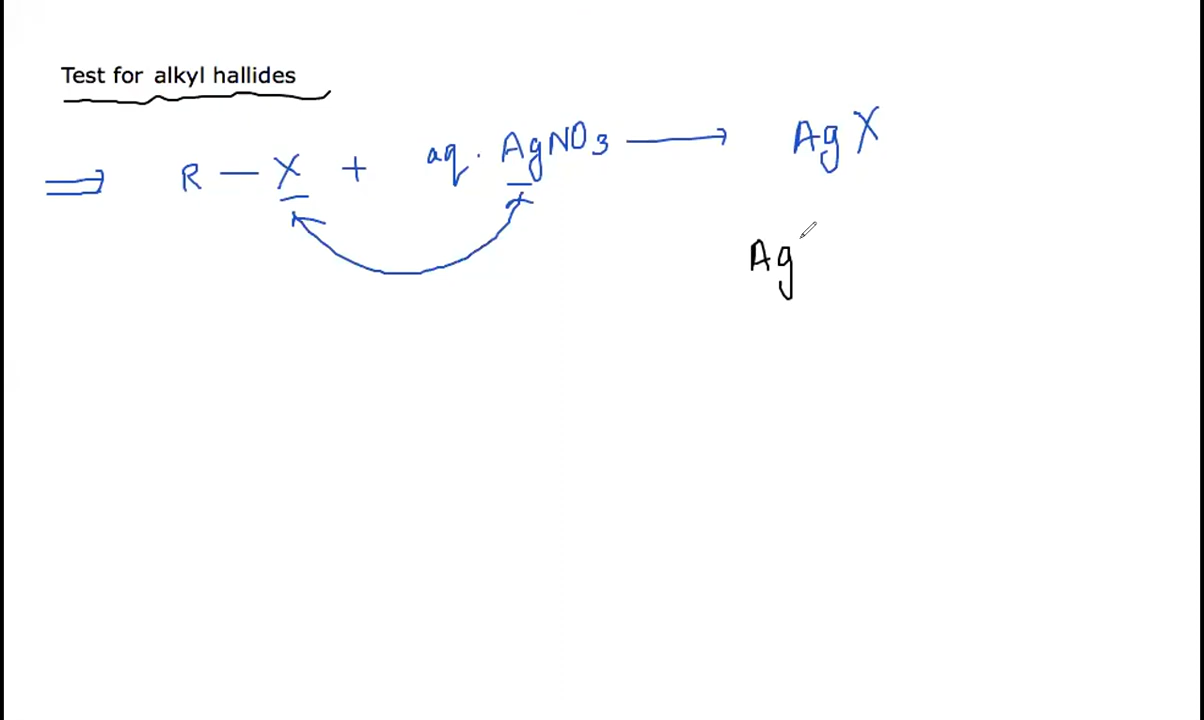 Test for alkyl hallides
⇒ R — X + aq. AgNO3 → AgX
Ag